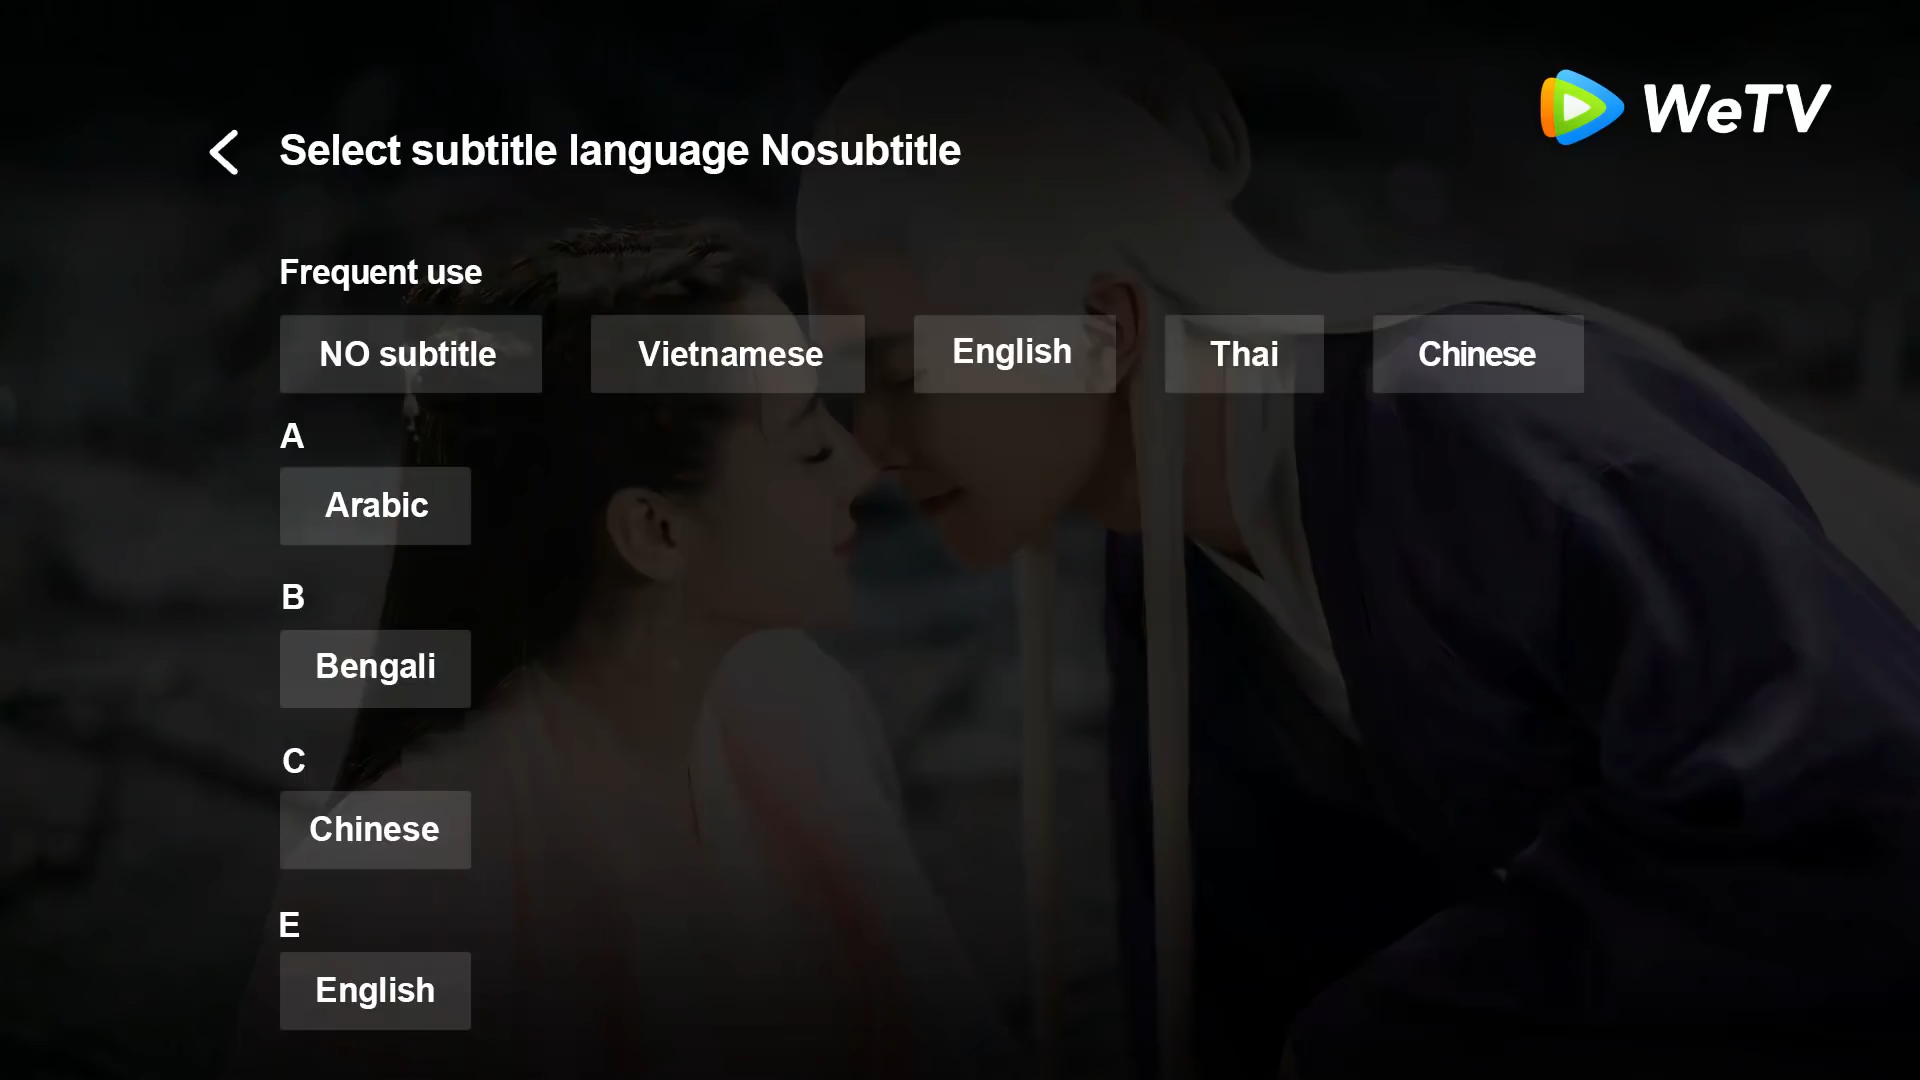 WeTV
Select subtitle language Nosubtitle
Frequent use
NO subtitle Vietnamese English Thai Chinese
A
Arabic
B
Bengali
C
Chinese
E
English